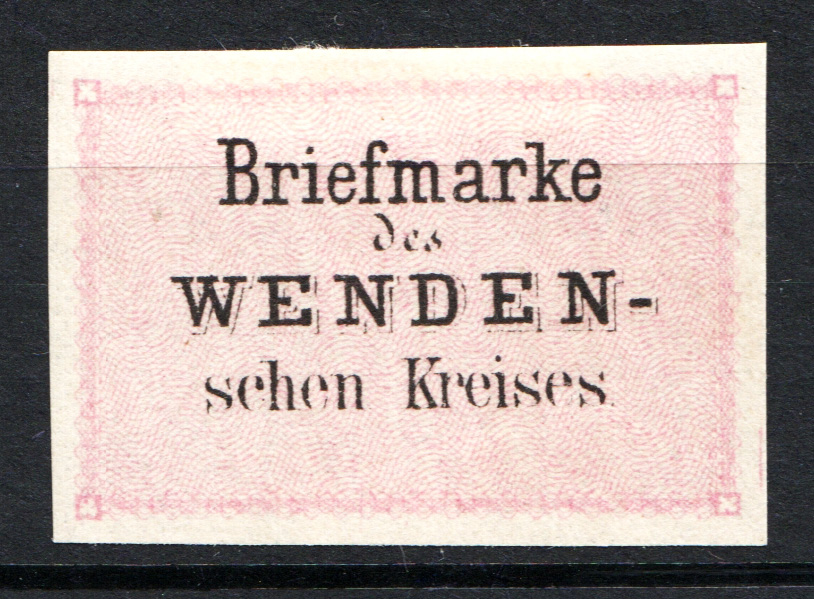 Briefmarke
des
WENDEN-
schen Kreises